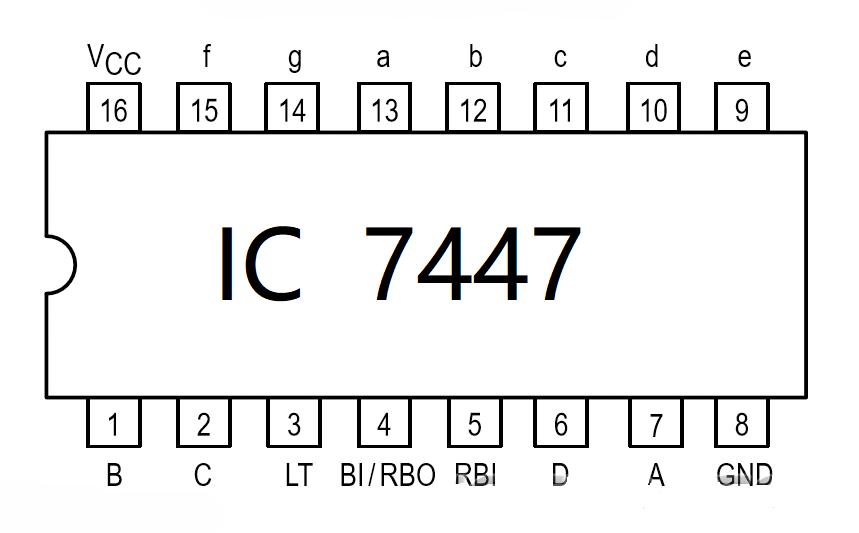 VCC f g a b c d e
16 15 14 13 12 11 10 9
IC 7447
1 2 3 4 5 6 7 8
B C LT BI/RBO RBI D A GND